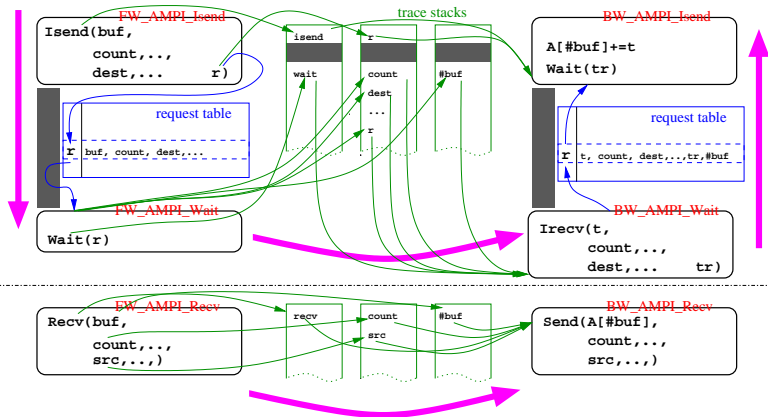 FW_AMPI_Isend
Isend(buf,
count,..,
dest,... r)
request table
r buf, count, dest,...
FW_AMPI_Wait
Wait(r)
trace stacks
isend
wait
r
count
dest
...
r
#buf
BW_AMPI_Isend
A[#buf]+=t
Wait(tr)
request table
r t, count, dest,..,tr,#buf
BW_AMPI_Wait
Irecv(t,
count,..,
dest,... tr)
FW_AMPI_Recv
Recv(buf,
count,..,
src,..,)
recv
count
src
#buf
BW_AMPI_Recv
Send(A[#buf],
count,..,
src,..,)